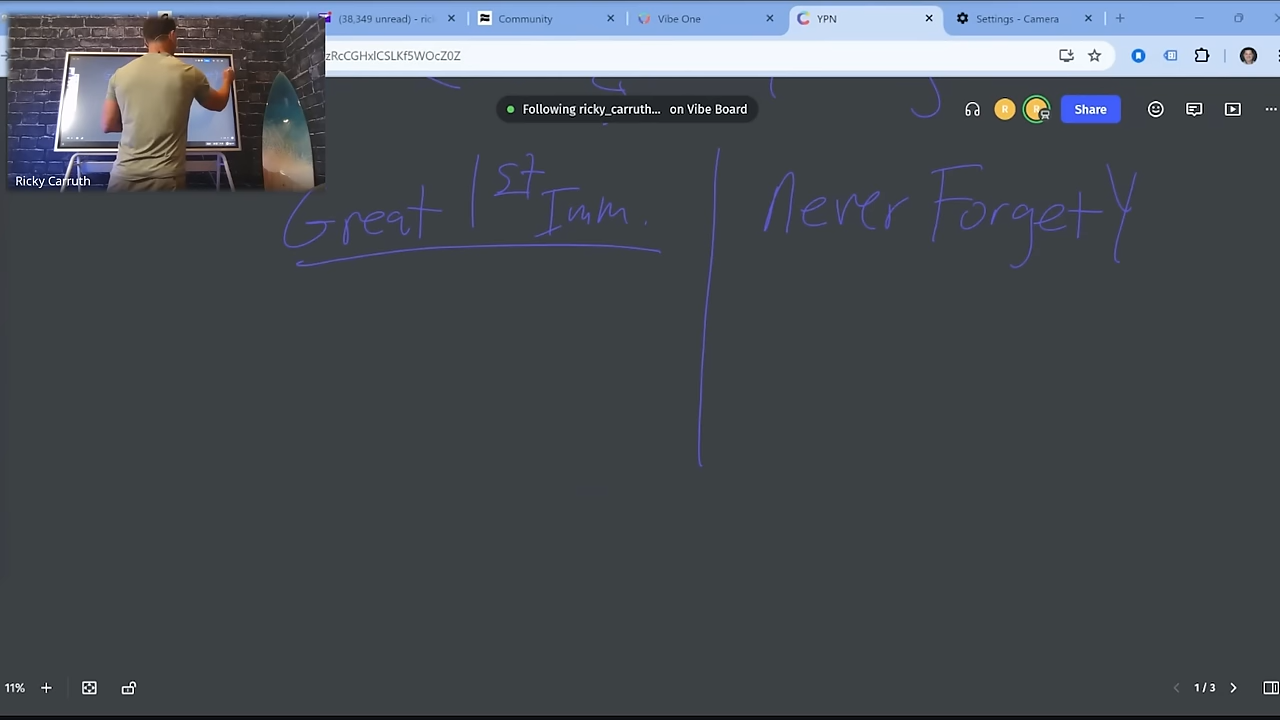 (38,349 unread) - ric
Community
Vibe One
YPN
Settings - Camera
zRcCGHxlCSLKf5WOcZ0Z
Following ricky_carruth... on Vibe Board
R
Share
Ricky Carruth
Great 1st Imm.
Never Forget Y
11%
1 / 3